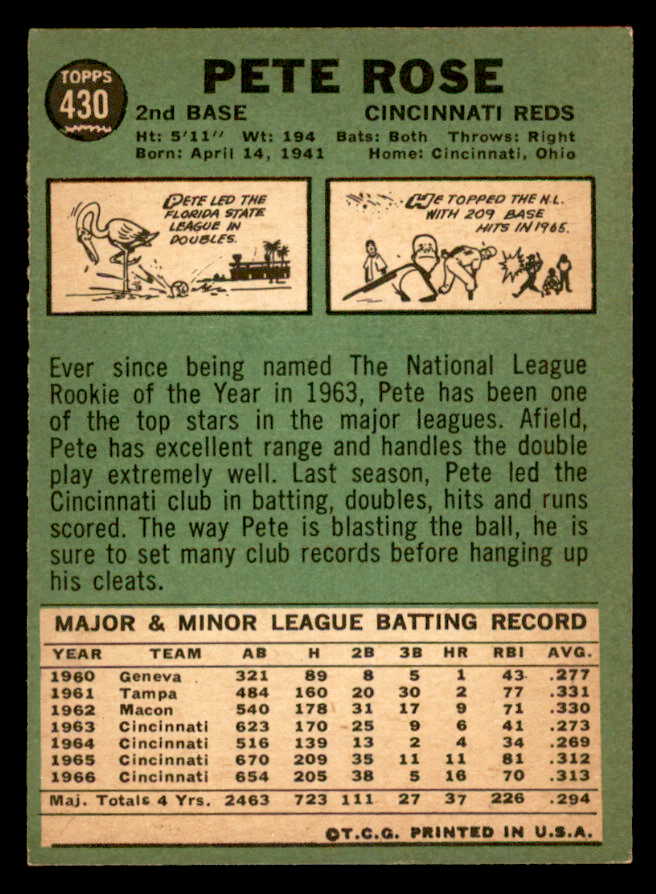 TOPPS
430
PETE ROSE
2nd BASE CINCINNATI REDS
Ht: 5'11" Wt: 194 Bats: Both Throws: Right
Born: April 14, 1941 Home: Cincinnati, Ohio
PETE LED THE
FLORIDA STATE
LEAGUE IN
DOUBLES.
HE TOPPED THE N.L.
WITH 209 BASE
HITS IN 1965.
Ever since being named The National League
Rookie of the Year in 1963, Pete has been one
of the top stars in the major leagues. Afield,
Pete has excellent range and handles the double
play extremely well. Last season, Pete led the
Cincinnati club in batting, doubles, hits and runs
scored. The way Pete is blasting the ball, he is
sure to set many club records before hanging up
his cleats.
MAJOR & MINOR LEAGUE BATTING RECORD
YEAR TEAM AB H 2B 3B HR RBI AVG.
1960 Geneva 321 89 8 5 1 43 .277
1961 Tampa 484 160 20 30 2 77 .331
1962 Macon 540 178 31 17 9 71 .330
1963 Cincinnati 623 170 25 9 6 41 .273
1964 Cincinnati 516 139 13 2 4 34 .269
1965 Cincinnati 670 209 35 11 11 81 .312
1966 Cincinnati 654 205 38 5 16 70 .313
Maj. Totals 4 Yrs. 2463 723 111 27 37 226 .294
©T.C.G. PRINTED IN U.S.A.